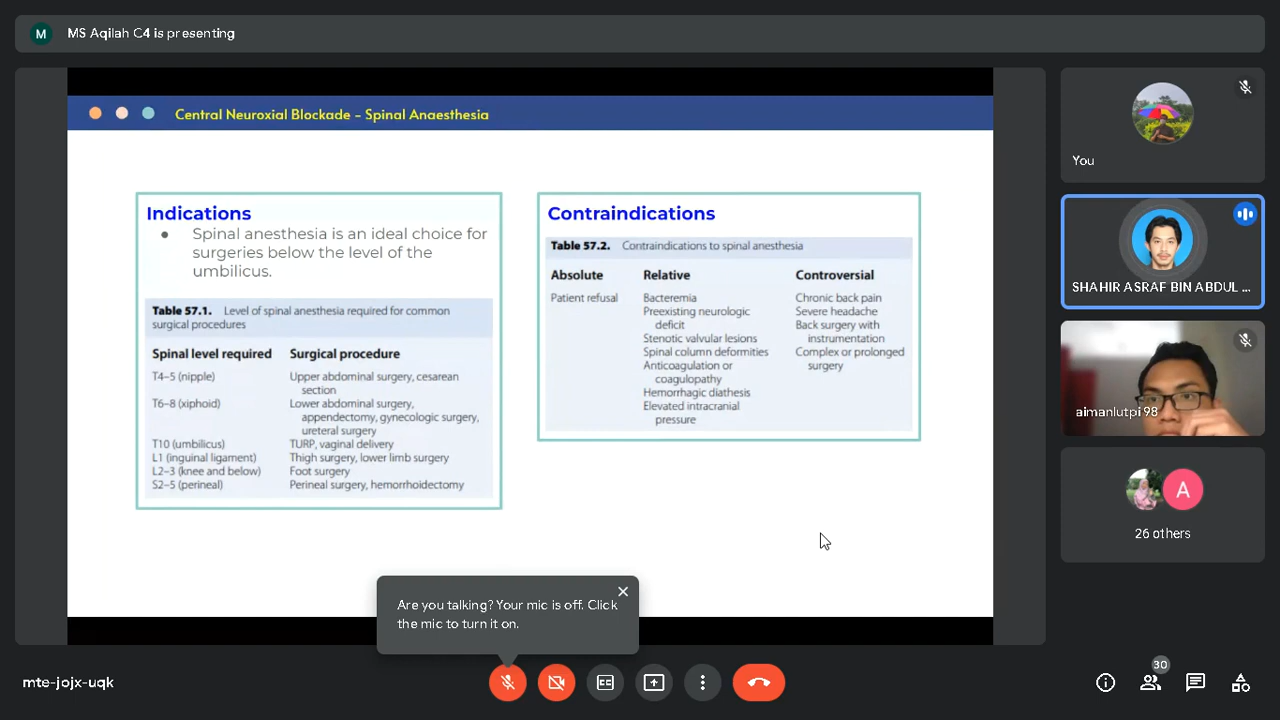 M
MS Aqilah C4 is presenting
Central Neuroxial Blockade - Spinal Anaesthesia
Indications
● Spinal anesthesia is an ideal choice for
surgeries below the level of the
umbilicus.
Table 57.1. Level of spinal anesthesia required for common
surgical procedures
Spinal level required Surgical procedure
T4–5 (nipple) Upper abdominal surgery, cesarean
section
T6–8 (xiphoid) Lower abdominal surgery,
appendectomy, gynecologic surgery,
ureteral surgery
T10 (umbilicus) TURP, vaginal delivery
L1 (inguinal ligament) Thigh surgery, lower limb surgery
L2–3 (knee and below) Foot surgery
S2–5 (perineal) Perineal surgery, hemorrhoidectomy
Contraindications
Table 57.2. Contraindications to spinal anesthesia
Absolute Relative Controversial
Patient refusal Bacteremia Chronic back pain
Preexisting neurologic Severe headache
deficit Back surgery with
Stenotic valvular lesions instrumentation
Spinal column deformities Complex or prolonged
Anticoagulation or surgery
coagulopathy
Hemorrhagic diathesis
Elevated intracranial
pressure
You
SHAHIR ASRAF BIN ABDUL ...
aimanlutpi 98
A
26 others
Are you talking? Your mic is off. Click
the mic to turn it on.
mte-jojx-uqk
CC
30